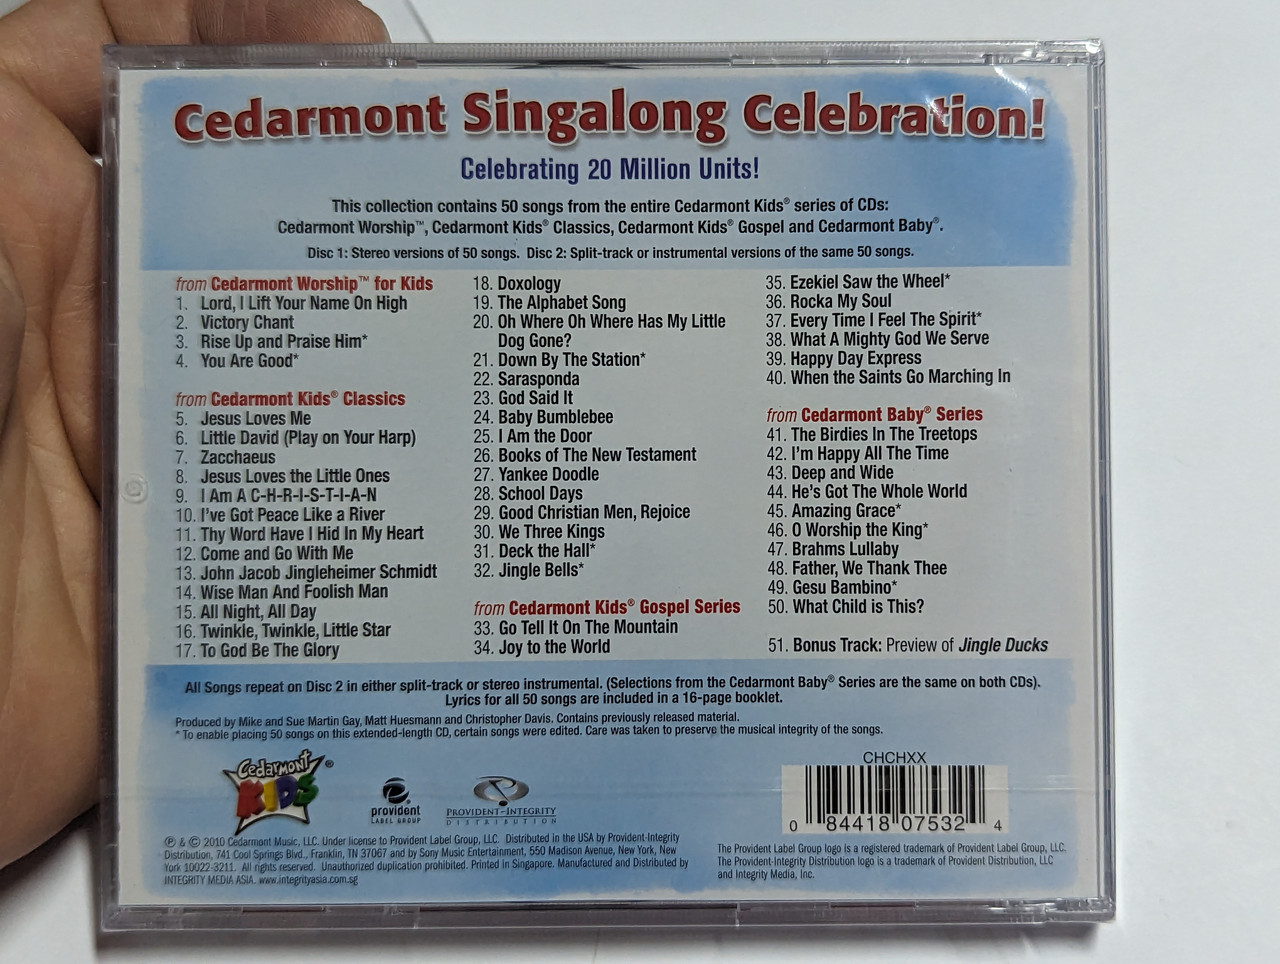 Cedarmont Singalong Celebration!
Celebrating 20 Million Units!
This collection contains 50 songs from the entire Cedarmont Kids® series of CDs:
Cedarmont Worship™, Cedarmont Kids® Classics, Cedarmont Kids® Gospel and Cedarmont Baby®.
Disc 1: Stereo versions of 50 songs. Disc 2: Split-track or instrumental versions of the same 50 songs.
from Cedarmont Worship™ for Kids
1. Lord, I Lift Your Name On High
2. Victory Chant
3. Rise Up and Praise Him*
4. You Are Good*
from Cedarmont Kids® Classics
5. Jesus Loves Me
6. Little David (Play on Your Harp)
7. Zacchaeus
8. Jesus Loves the Little Ones
9. I Am A C-H-R-I-S-T-I-A-N
10. I've Got Peace Like a River
11. Thy Word Have I Hid In My Heart
12. Come and Go With Me
13. John Jacob Jingleheimer Schmidt
14. Wise Man And Foolish Man
15. All Night, All Day
16. Twinkle, Twinkle, Little Star
17. To God Be The Glory
18. Doxology
19. The Alphabet Song
20. Oh Where Oh Where Has My Little
Dog Gone?
21. Down By The Station*
22. Sarasponda
23. God Said It
24. Baby Bumblebee
25. I Am the Door
26. Books of The New Testament
27. Yankee Doodle
28. School Days
29. Good Christian Men, Rejoice
30. We Three Kings
31. Deck the Hall*
32. Jingle Bells*
from Cedarmont Kids® Gospel Series
33. Go Tell It On The Mountain
34. Joy to the World
35. Ezekiel Saw the Wheel*
36. Rocka My Soul
37. Every Time I Feel The Spirit*
38. What A Mighty God We Serve
39. Happy Day Express
40. When the Saints Go Marching In
from Cedarmont Baby® Series
41. The Birdies In The Treetops
42. I'm Happy All The Time
43. Deep and Wide
44. He's Got The Whole World
45. Amazing Grace*
46. O Worship the King*
47. Brahms Lullaby
48. Father, We Thank Thee
49. Gesu Bambino*
50. What Child is This?
51. Bonus Track: Preview of Jingle Ducks
All Songs repeat on Disc 2 in either split-track or stereo instrumental. (Selections from the Cedarmont Baby® Series are the same on both CDs).
Lyrics for all 50 songs are included in a 16-page booklet.
Produced by Mike and Sue Martin Gay, Matt Huesmann and Christopher Davis. Contains previously released material.
* To enable placing 50 songs on this extended-length CD, certain songs were edited. Care was taken to preserve the musical integrity of the songs.
Cedarmont
KIDS ®
provident
LABEL GROUP
PROVIDENT-INTEGRITY
DISTRIBUTION
CHCHXX
0 84418 07532 4
℗ & © 2010 Cedarmont Music, LLC. Under license to Provident Label Group, LLC. Distributed in the USA by Provident-Integrity
Distribution, 741 Cool Springs Blvd., Franklin, TN 37067 and by Sony Music Entertainment, 550 Madison Avenue, New York, New
York 10022-3211. All rights reserved. Unauthorized duplication prohibited. Printed in Singapore. Manufactured and Distributed by
INTEGRITY MEDIA ASIA. www.integrityasia.com.sg
The Provident Label Group logo is a registered trademark of Provident Label Group, LLC.
The Provident-Integrity Distribution logo is a trademark of Provident Distribution, LLC
and Integrity Media, Inc.